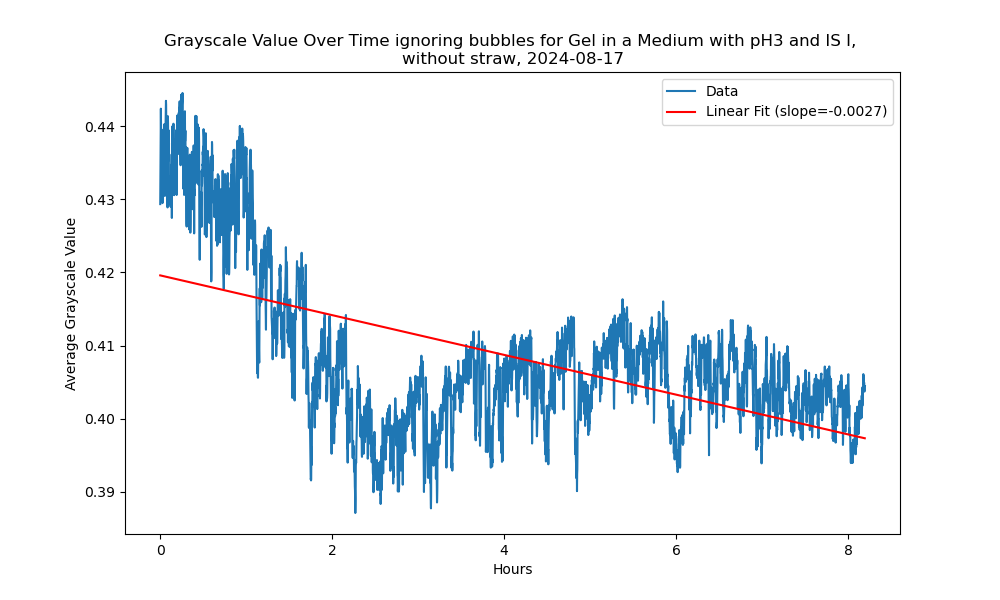 Grayscale Value Over Time ignoring bubbles for Gel in a Medium with pH3 and IS I,
without straw, 2024-08-17
Data
Linear Fit (slope=-0.0027)
Average Grayscale Value
0.44
0.43
0.42
0.41
0.40
0.39
0
2
4
6
8
Hours